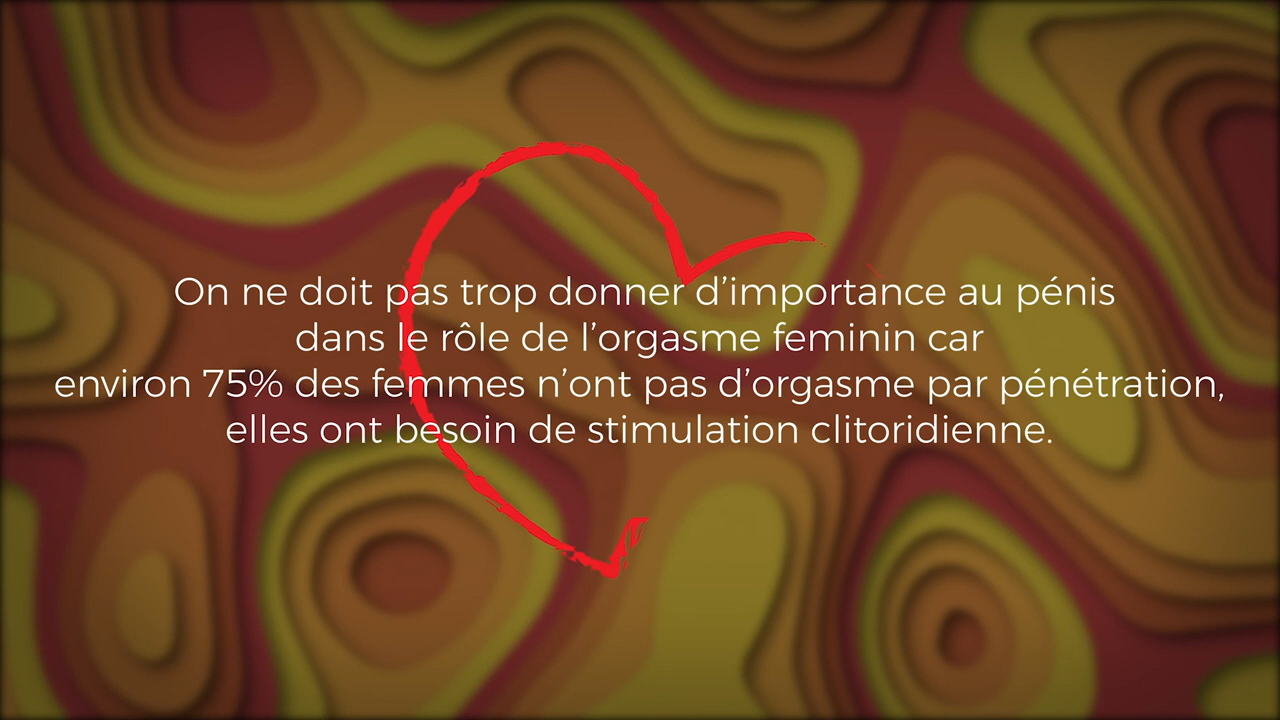 On ne doit pas trop donner d’importance au pénis
dans le rôle de l’orgasme feminin car
environ 75% des femmes n’ont pas d’orgasme par pénétration,
elles ont besoin de stimulation clitoridienne.